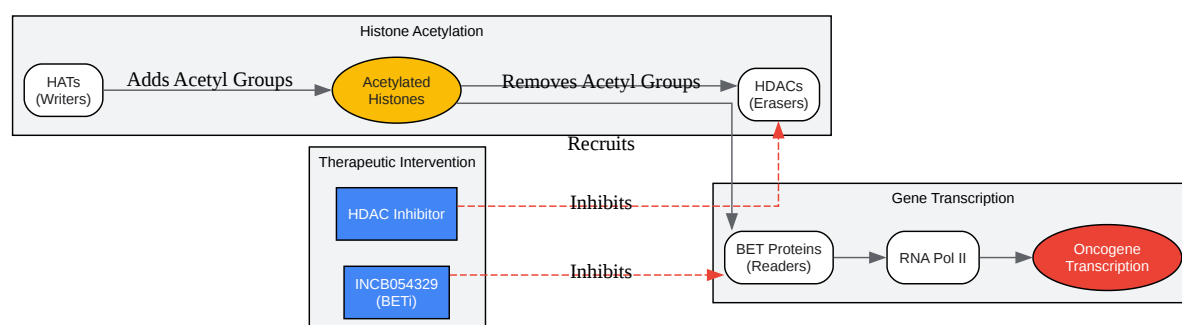 Histone Acetylation
HATs
(Writers)
Adds Acetyl Groups
Acetylated
Histones
Removes Acetyl Groups
HDACs
(Erasers)
Recruits
Therapeutic Intervention
HDAC Inhibitor
Inhibits
INCB054329
(BETi)
Inhibits
Gene Transcription
BET Proteins
(Readers)
RNA Pol II
Oncogene
Transcription